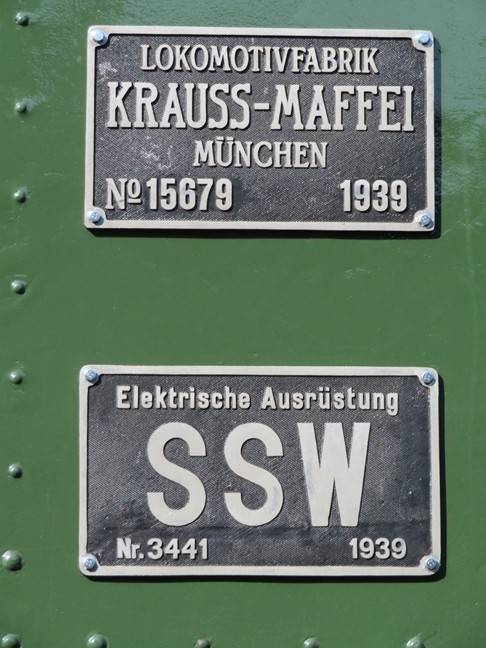 LOKOMOTIVFABRIK
KRAUSS-MAFFEI
MÜNCHEN
Nº 15679 1939
Elektrische Ausrüstung
SSW
Nr. 3441 1939